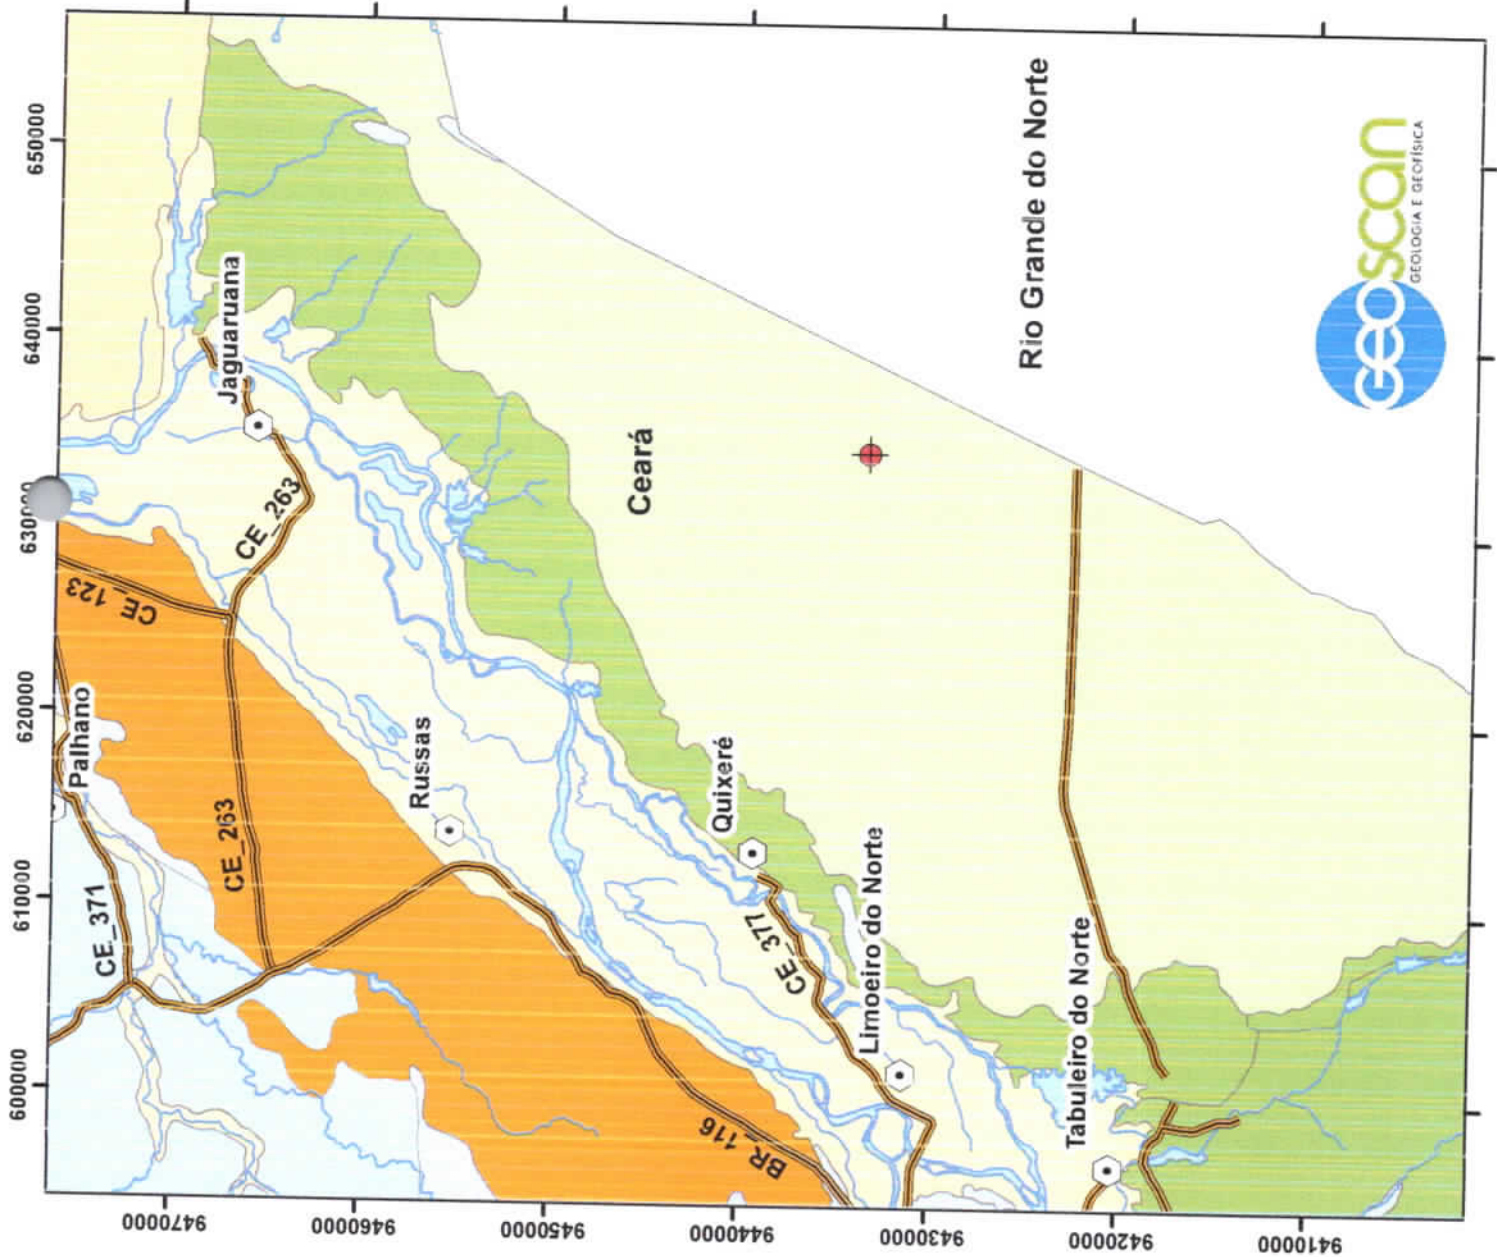 650000
640000
630000
620000
610000
600000
Rio Grande do Norte
Jaguaruana
Ceará
CE_263
CE_123
Palhano
Russas
CE_263
Quixeré
CE_371
CE_377
Limoeiro do Norte
Tabuleiro do Norte
BR_116
9470000
9460000
9450000
9440000
9430000
9420000
9410000
Geoscan
GEOLOGIA E GEOFÍSICA